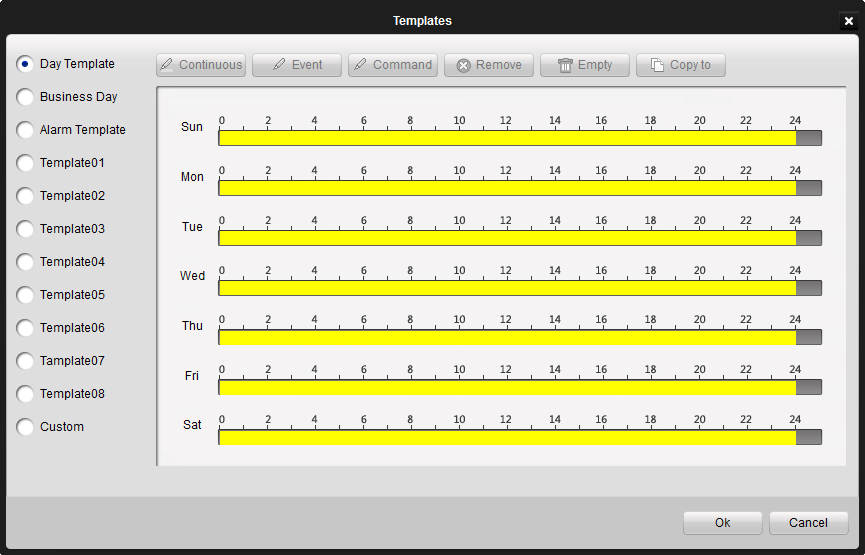 Templates
Day Template
Business Day
Alarm Template
Template01
Template02
Template03
Template04
Template05
Template06
Tamplate07
Template08
Custom
Continuous Event Command Remove Empty Copy to
0 2 4 6 8 10 12 14 16 18 20 22 24
Sun
0 2 4 6 8 10 12 14 16 18 20 22 24
Mon
0 2 4 6 8 10 12 14 16 18 20 22 24
Tue
0 2 4 6 8 10 12 14 16 18 20 22 24
Wed
0 2 4 6 8 10 12 14 16 18 20 22 24
Thu
0 2 4 6 8 10 12 14 16 18 20 22 24
Fri
0 2 4 6 8 10 12 14 16 18 20 22 24
Sat
Ok Cancel